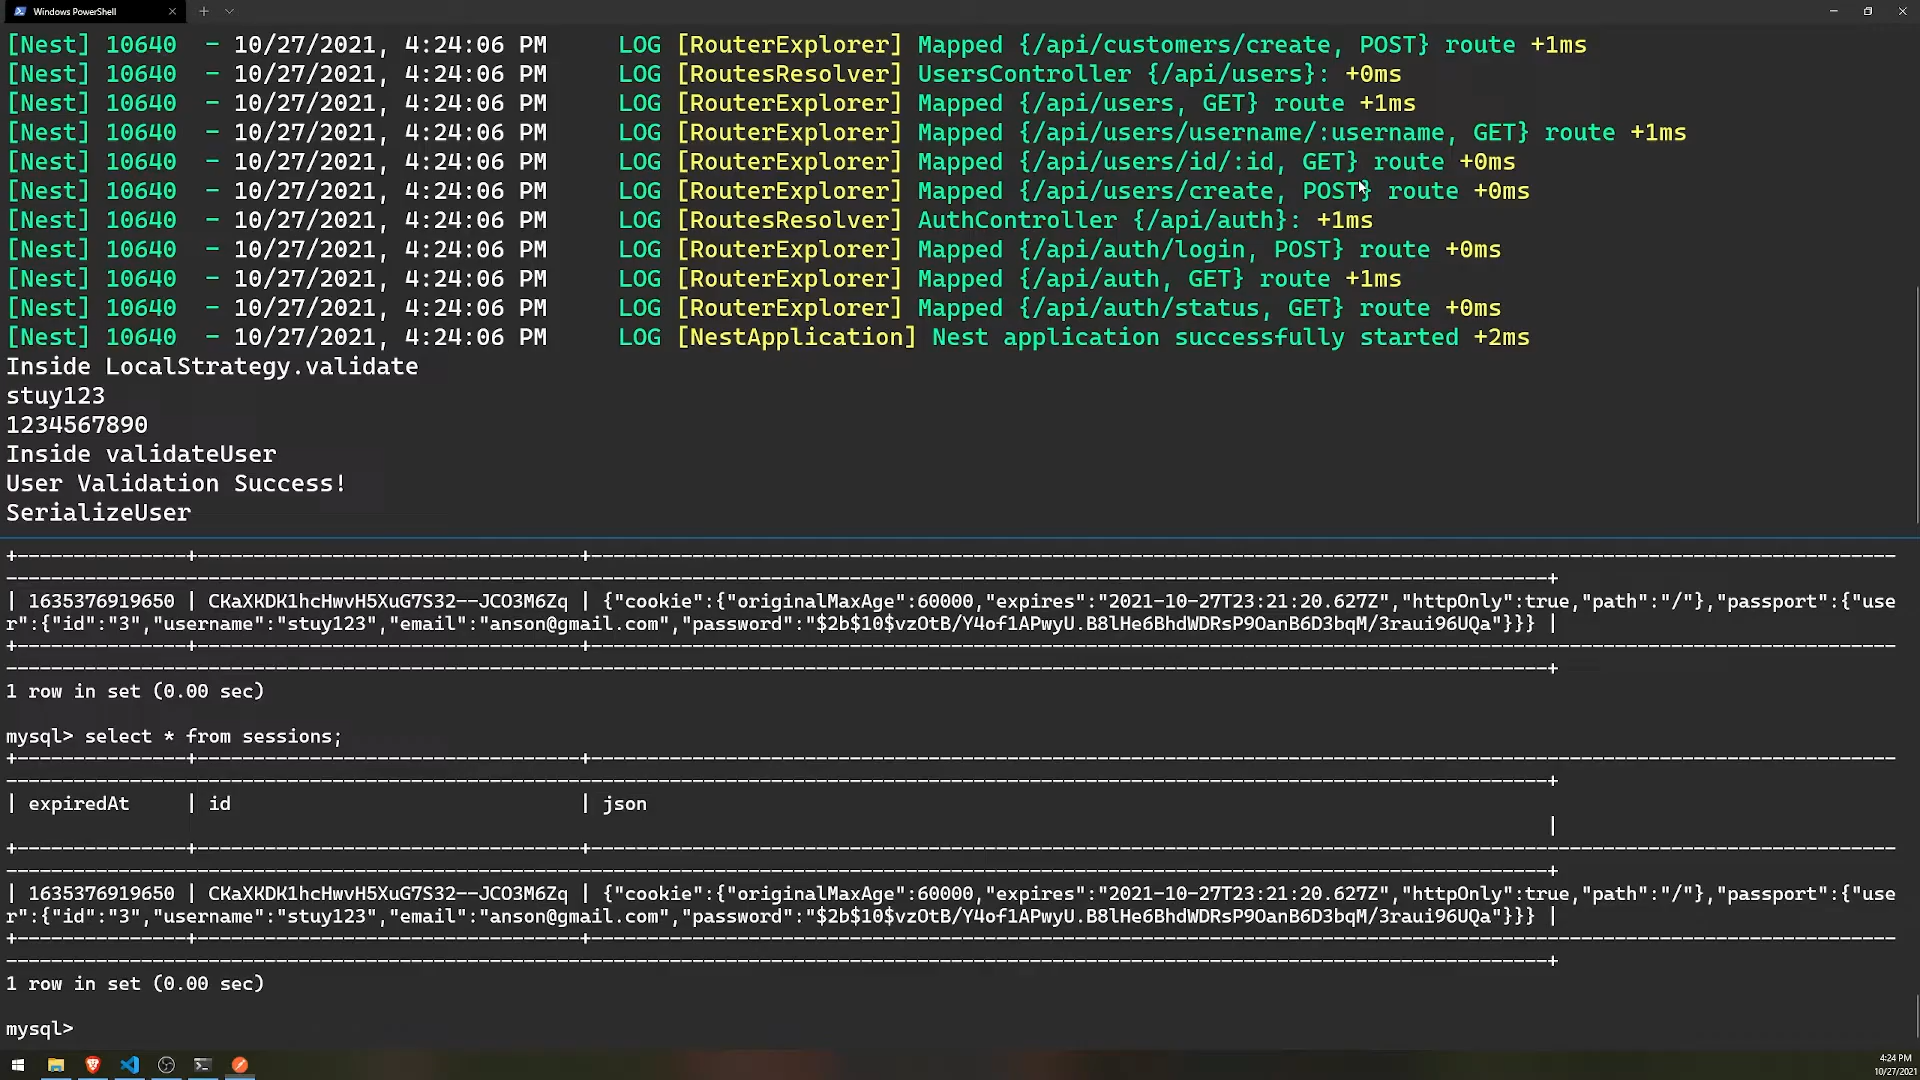 Windows PowerShell
[Nest] 10640  - 10/27/2021, 4:24:06 PM     LOG [RouterExplorer] Mapped {/api/customers/create, POST} route +1ms
[Nest] 10640  - 10/27/2021, 4:24:06 PM     LOG [RoutesResolver] UsersController {/api/users}: +0ms
[Nest] 10640  - 10/27/2021, 4:24:06 PM     LOG [RouterExplorer] Mapped {/api/users, GET} route +1ms
[Nest] 10640  - 10/27/2021, 4:24:06 PM     LOG [RouterExplorer] Mapped {/api/users/username/:username, GET} route +1ms
[Nest] 10640  - 10/27/2021, 4:24:06 PM     LOG [RouterExplorer] Mapped {/api/users/id/:id, GET} route +0ms
[Nest] 10640  - 10/27/2021, 4:24:06 PM     LOG [RouterExplorer] Mapped {/api/users/create, POST} route +0ms
[Nest] 10640  - 10/27/2021, 4:24:06 PM     LOG [RoutesResolver] AuthController {/api/auth}: +1ms
[Nest] 10640  - 10/27/2021, 4:24:06 PM     LOG [RouterExplorer] Mapped {/api/auth/login, POST} route +0ms
[Nest] 10640  - 10/27/2021, 4:24:06 PM     LOG [RouterExplorer] Mapped {/api/auth, GET} route +1ms
[Nest] 10640  - 10/27/2021, 4:24:06 PM     LOG [RouterExplorer] Mapped {/api/auth/status, GET} route +0ms
[Nest] 10640  - 10/27/2021, 4:24:06 PM     LOG [NestApplication] Nest application successfully started +2ms
Inside LocalStrategy.validate
stuy123
1234567890
Inside validateUser
User Validation Success!
SerializeUser
| 1635376919650 | CKaXKDK1hcHwvH5XuG7S32--JCO3M6Zq | {"cookie":{"originalMaxAge":60000,"expires":"2021-10-27T23:21:20.627Z","httpOnly":true,"path":"/"},"passport":{"use
r":{"id":"3","username":"stuy123","email":"anson@gmail.com","password":"$2b$10$vzOtB/Y4of1APwyU.B8lHe6BhdWDRsP9OanB6D3bqM/3raui96UQa"}}} |
1 row in set (0.00 sec)
mysql> select * from sessions;
| expiredAt     | id                               | json
|
| 1635376919650 | CKaXKDK1hcHwvH5XuG7S32--JCO3M6Zq | {"cookie":{"originalMaxAge":60000,"expires":"2021-10-27T23:21:20.627Z","httpOnly":true,"path":"/"},"passport":{"use
r":{"id":"3","username":"stuy123","email":"anson@gmail.com","password":"$2b$10$vzOtB/Y4of1APwyU.B8lHe6BhdWDRsP9OanB6D3bqM/3raui96UQa"}}} |
1 row in set (0.00 sec)
mysql>
4:24 PM
10/27/2021